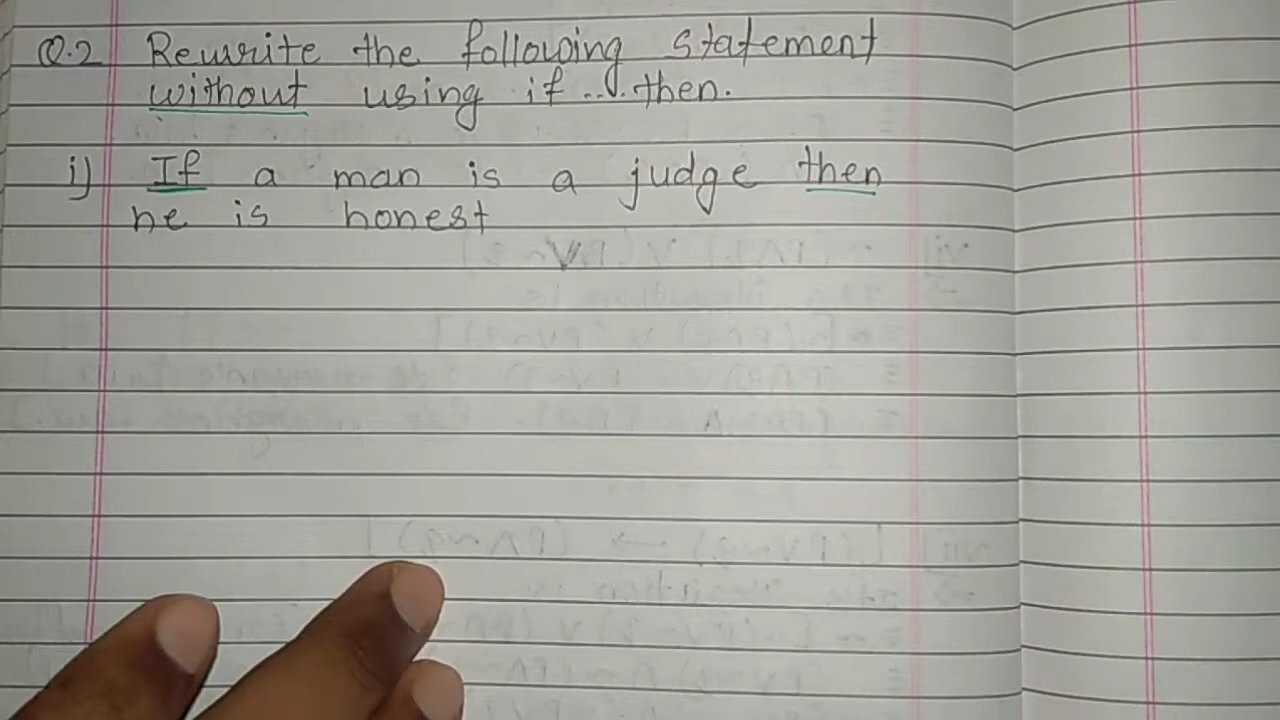 Q.2 Rewrite the following statement
without using if...then.
i) If a man is a judge then
he is honest